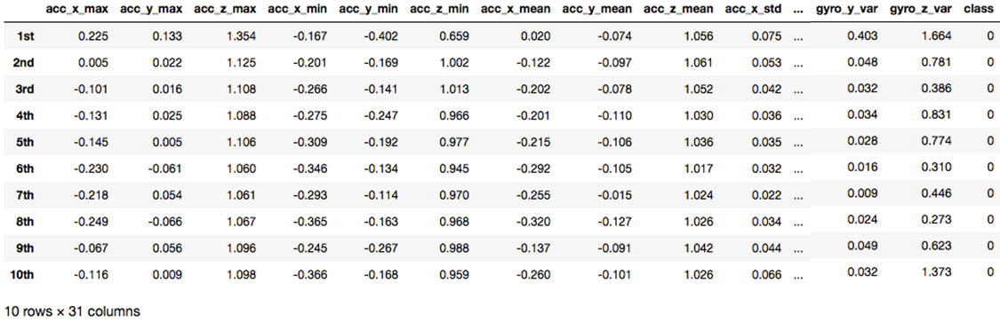 acc_x_max acc_y_max acc_z_max acc_x_min acc_y_min acc_z_min acc_x_mean acc_y_mean acc_z_mean acc_x_std ... gyro_y_var gyro_z_var class
1st 0.225 0.133 1.354 -0.167 -0.402 0.659 0.020 -0.074 1.056 0.075 ... 0.403 1.664 0
2nd 0.005 0.022 1.125 -0.201 -0.169 1.002 -0.122 -0.097 1.061 0.053 ... 0.048 0.781 0
3rd -0.101 0.016 1.108 -0.266 -0.141 1.013 -0.202 -0.078 1.052 0.042 ... 0.032 0.386 0
4th -0.131 0.025 1.088 -0.275 -0.247 0.966 -0.201 -0.110 1.030 0.036 ... 0.034 0.831 0
5th -0.145 0.005 1.106 -0.309 -0.192 0.977 -0.215 -0.106 1.036 0.035 ... 0.028 0.774 0
6th -0.230 -0.061 1.060 -0.346 -0.134 0.945 -0.292 -0.105 1.017 0.032 ... 0.016 0.310 0
7th -0.218 0.054 1.061 -0.293 -0.114 0.970 -0.255 -0.015 1.024 0.022 ... 0.009 0.446 0
8th -0.249 -0.066 1.067 -0.365 -0.163 0.968 -0.320 -0.127 1.026 0.034 ... 0.024 0.273 0
9th -0.067 0.056 1.096 -0.245 -0.267 0.988 -0.137 -0.091 1.042 0.044 ... 0.049 0.623 0
10th -0.116 0.009 1.098 -0.366 -0.168 0.959 -0.260 -0.101 1.026 0.066 ... 0.032 1.373 0
10 rows × 31 columns